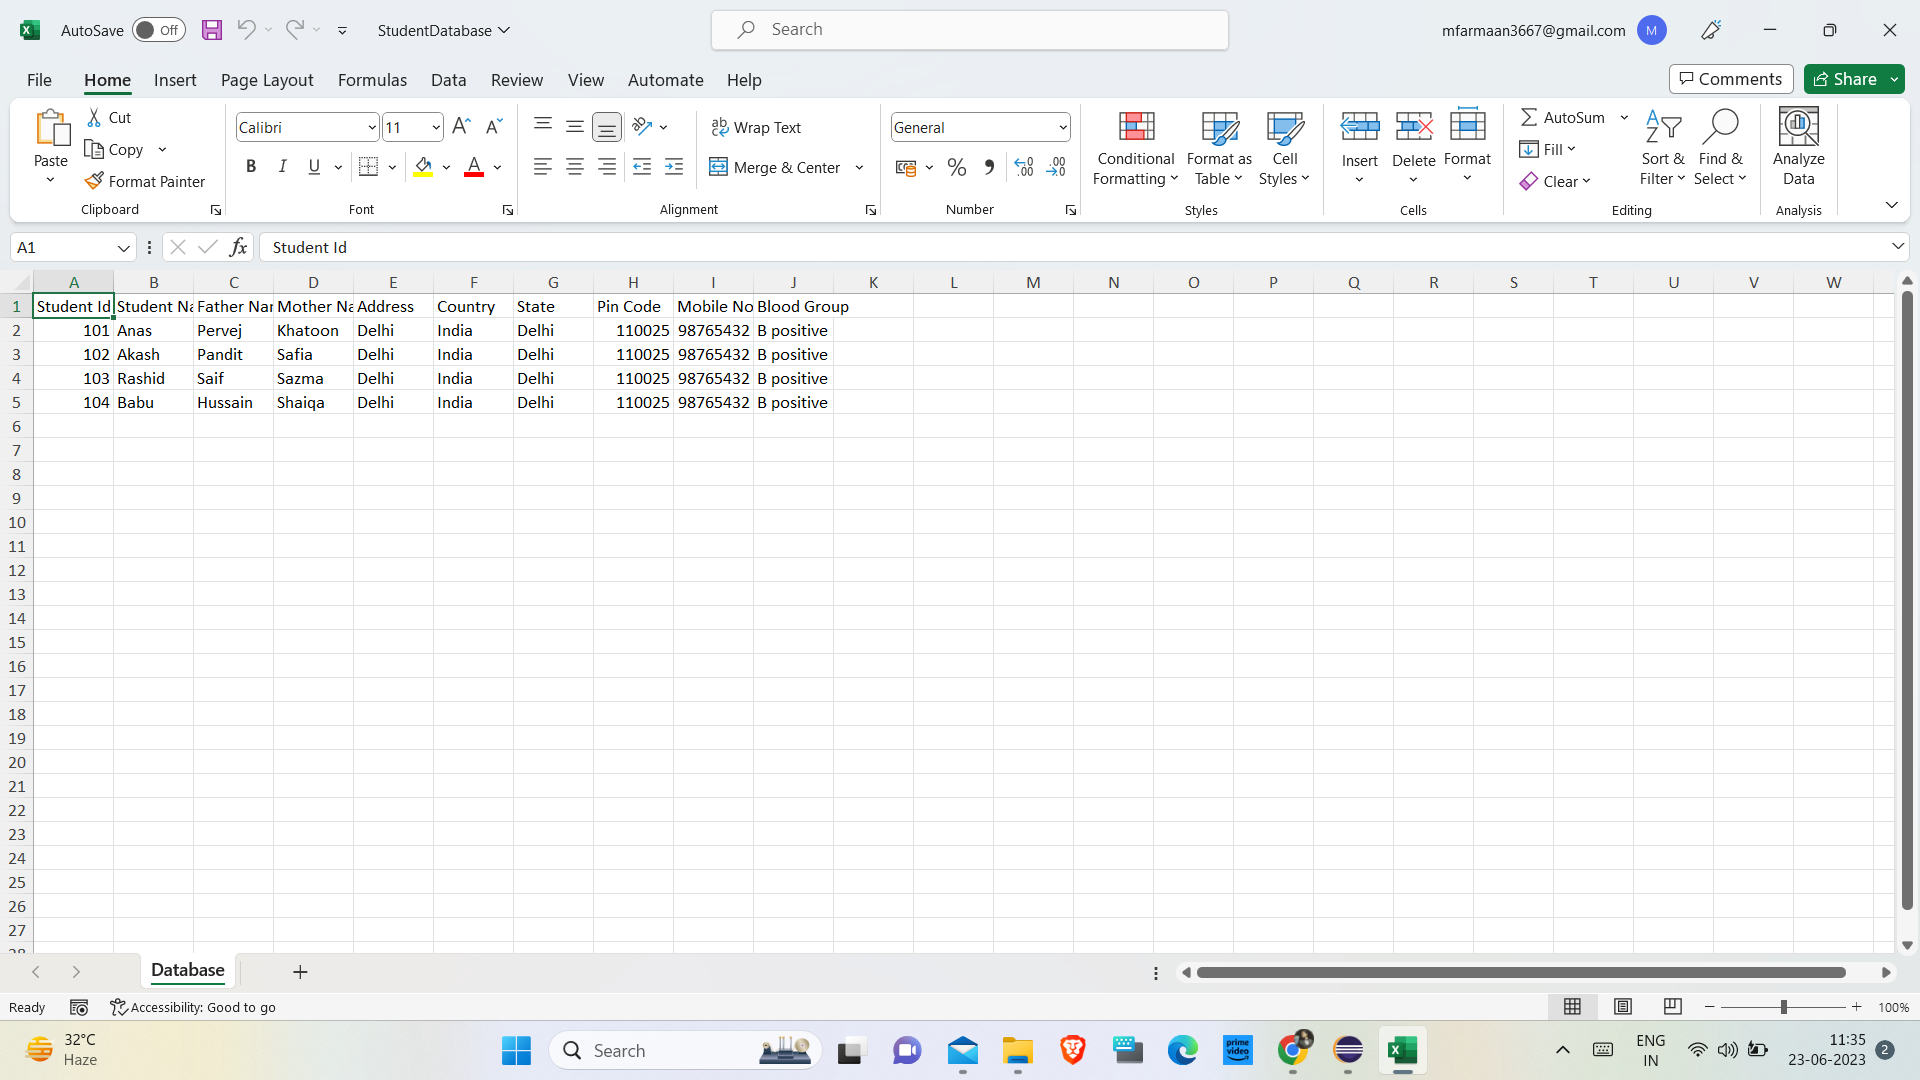 AutoSave Off StudentDatabase Search mfarmaan3667@gmail.com M
File Home Insert Page Layout Formulas Data Review View Automate Help Comments Share
Paste Cut Copy Format Painter Clipboard
Calibri 11 B I U A Font
Wrap Text Merge & Center Alignment
General % Number
Conditional Formatting Format as Table Cell Styles Styles
Insert Delete Format Cells
AutoSum Fill Clear Sort & Filter Find & Select Editing
Analyze Data Analysis
A1 fx Student Id
A B C D E F G H I J K L M N O P Q R S T U V W
1 Student Id Student Na Father Nar Mother Na Address Country State Pin Code Mobile No Blood Group
2 101 Anas Pervej Khatoon Delhi India Delhi 110025 98765432 B positive
3 102 Akash Pandit Safia Delhi India Delhi 110025 98765432 B positive
4 103 Rashid Saif Sazma Delhi India Delhi 110025 98765432 B positive
5 104 Babu Hussain Shaiqa Delhi India Delhi 110025 98765432 B positive
6
7
8
9
10
11
12
13
14
15
16
17
18
19
20
21
22
23
24
25
26
27
Database
Ready Accessibility: Good to go 100%
32°C Search ENG 11:35
Haze IN 23-06-2023 2
prime video